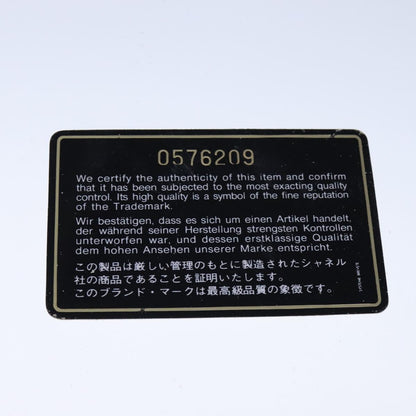 0576209
We certify the authenticity of this item and confirm
that it has been subjected to the most exacting quality
control. Its high quality is a symbol of the fine reputation
of the Trademark.
Wir bestätigen, dass es sich um einen Artikel handelt,
der während seiner Herstellung strengsten Kontrollen
unterworfen war, und dessen erstklassige Qualität
dem hohen Ansehen unserer Marke entspricht.
この製品は厳しい管理のもとに製造されたシャネル
社の商品であることを証明いたします。
このブランド・マークは最高級品質の象徴です。